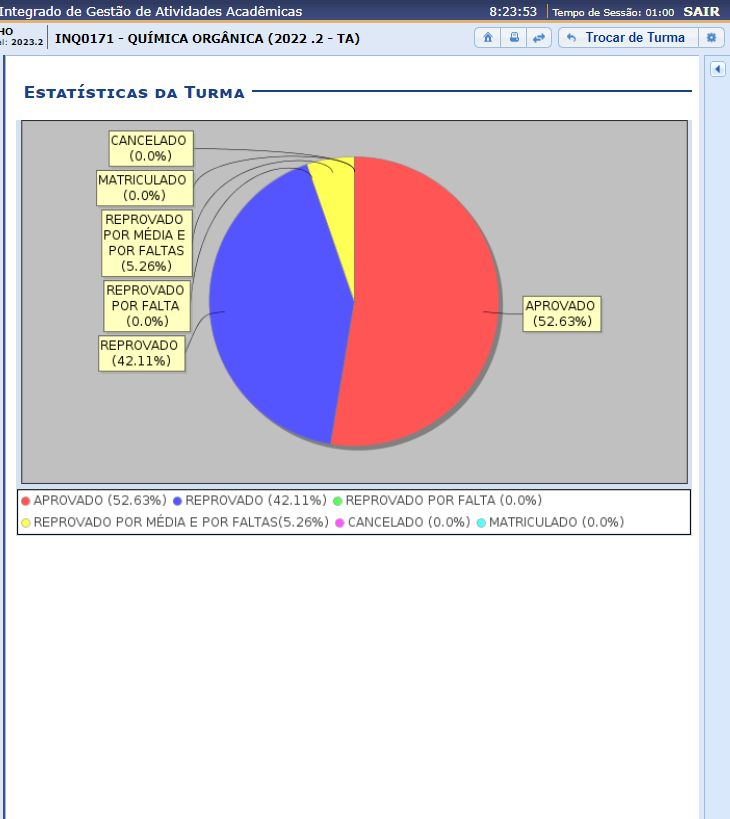 Integrado de Gestão de Atividades Acadêmicas 8:23:53 Tempo de Sessão: 01:00 SAIR
HO
el: 2023.2 INQ0171 - QUÍMICA ORGÂNICA (2022 .2 - TA) Trocar de Turma
ESTATÍSTICAS DA TURMA
CANCELADO
(0.0%)
MATRICULADO
(0.0%)
REPROVADO
POR MÉDIA E
POR FALTAS
(5.26%)
REPROVADO
POR FALTA
(0.0%)
REPROVADO
(42.11%)
APROVADO
(52.63%)
APROVADO (52.63%) REPROVADO (42.11%) REPROVADO POR FALTA (0.0%)
REPROVADO POR MÉDIA E POR FALTAS(5.26%) CANCELADO (0.0%) MATRICULADO (0.0%)